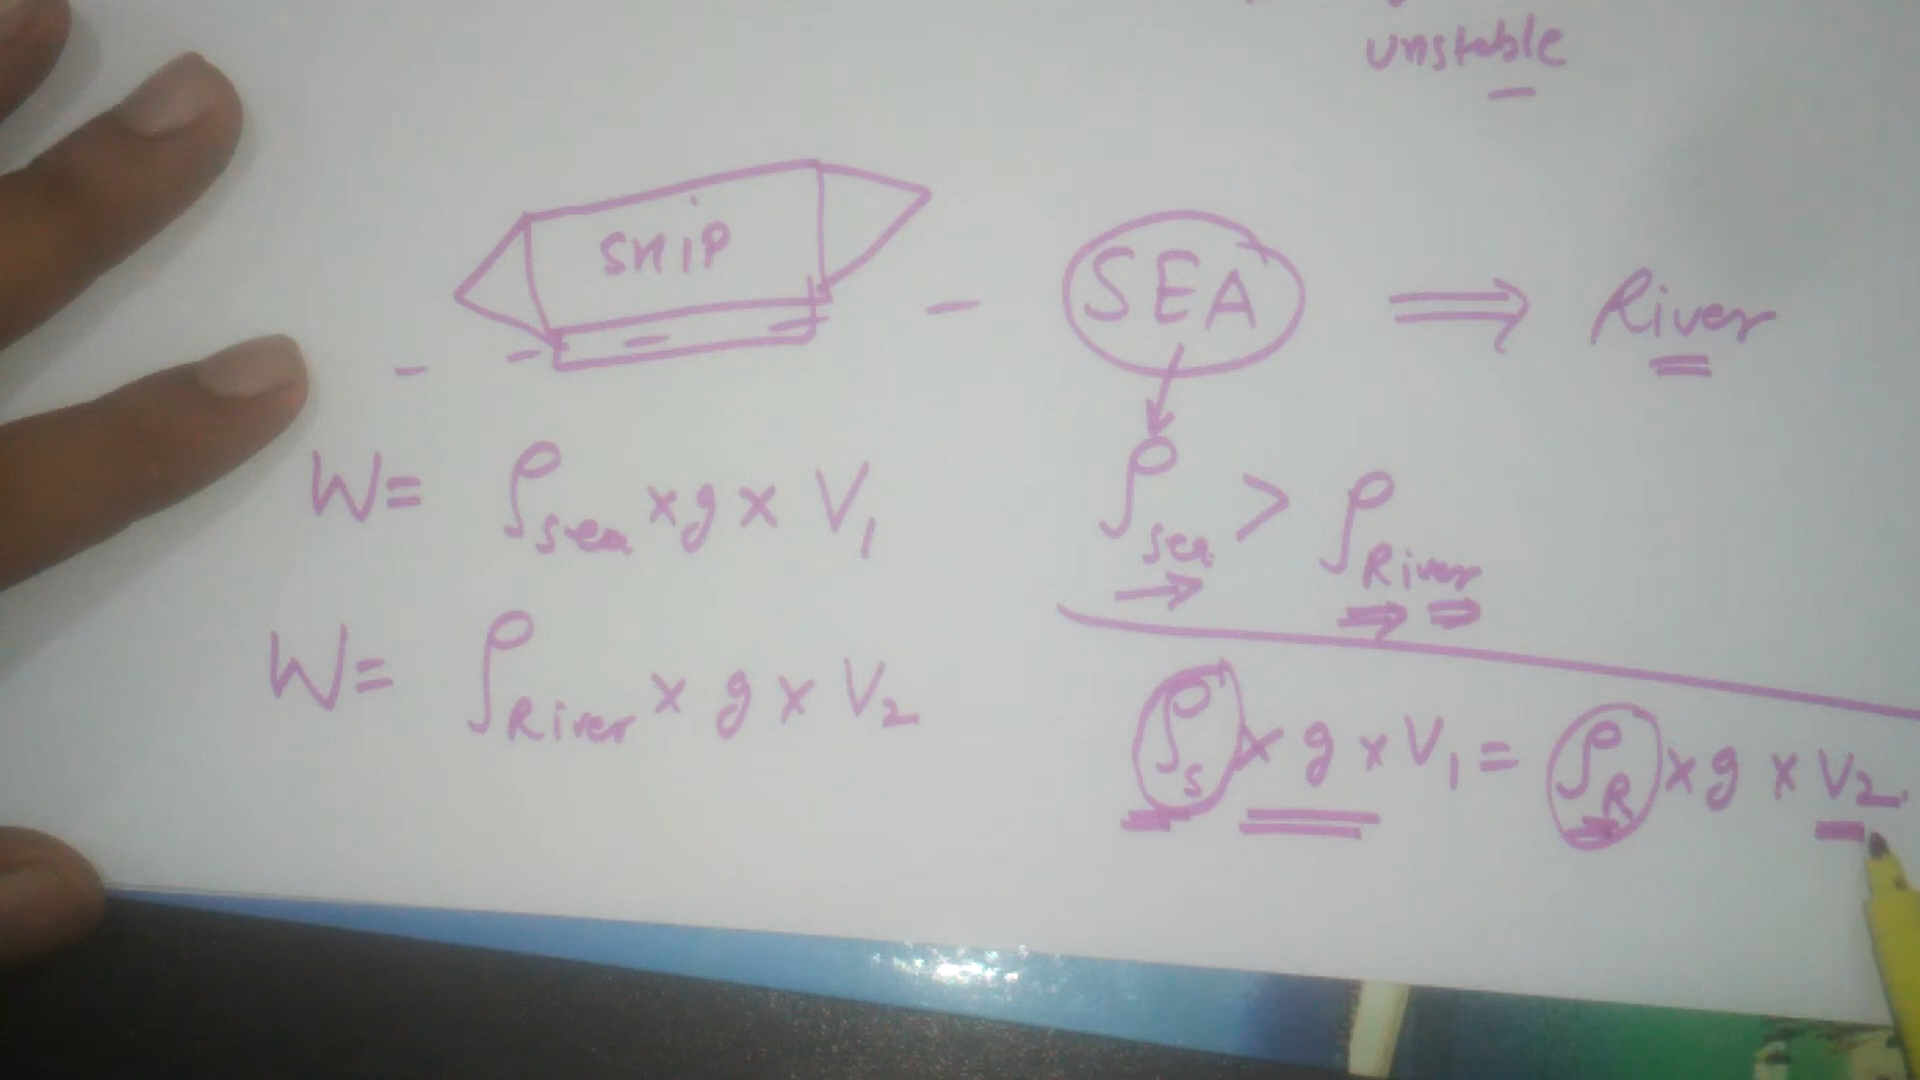 unstable
SHIP
SEA ⇒ River
W = ρsea × g × V₁
ρsea > ρRiver
W = ρRiver × g × V₂
ρs × g × V₁ = ρR × g × V₂.